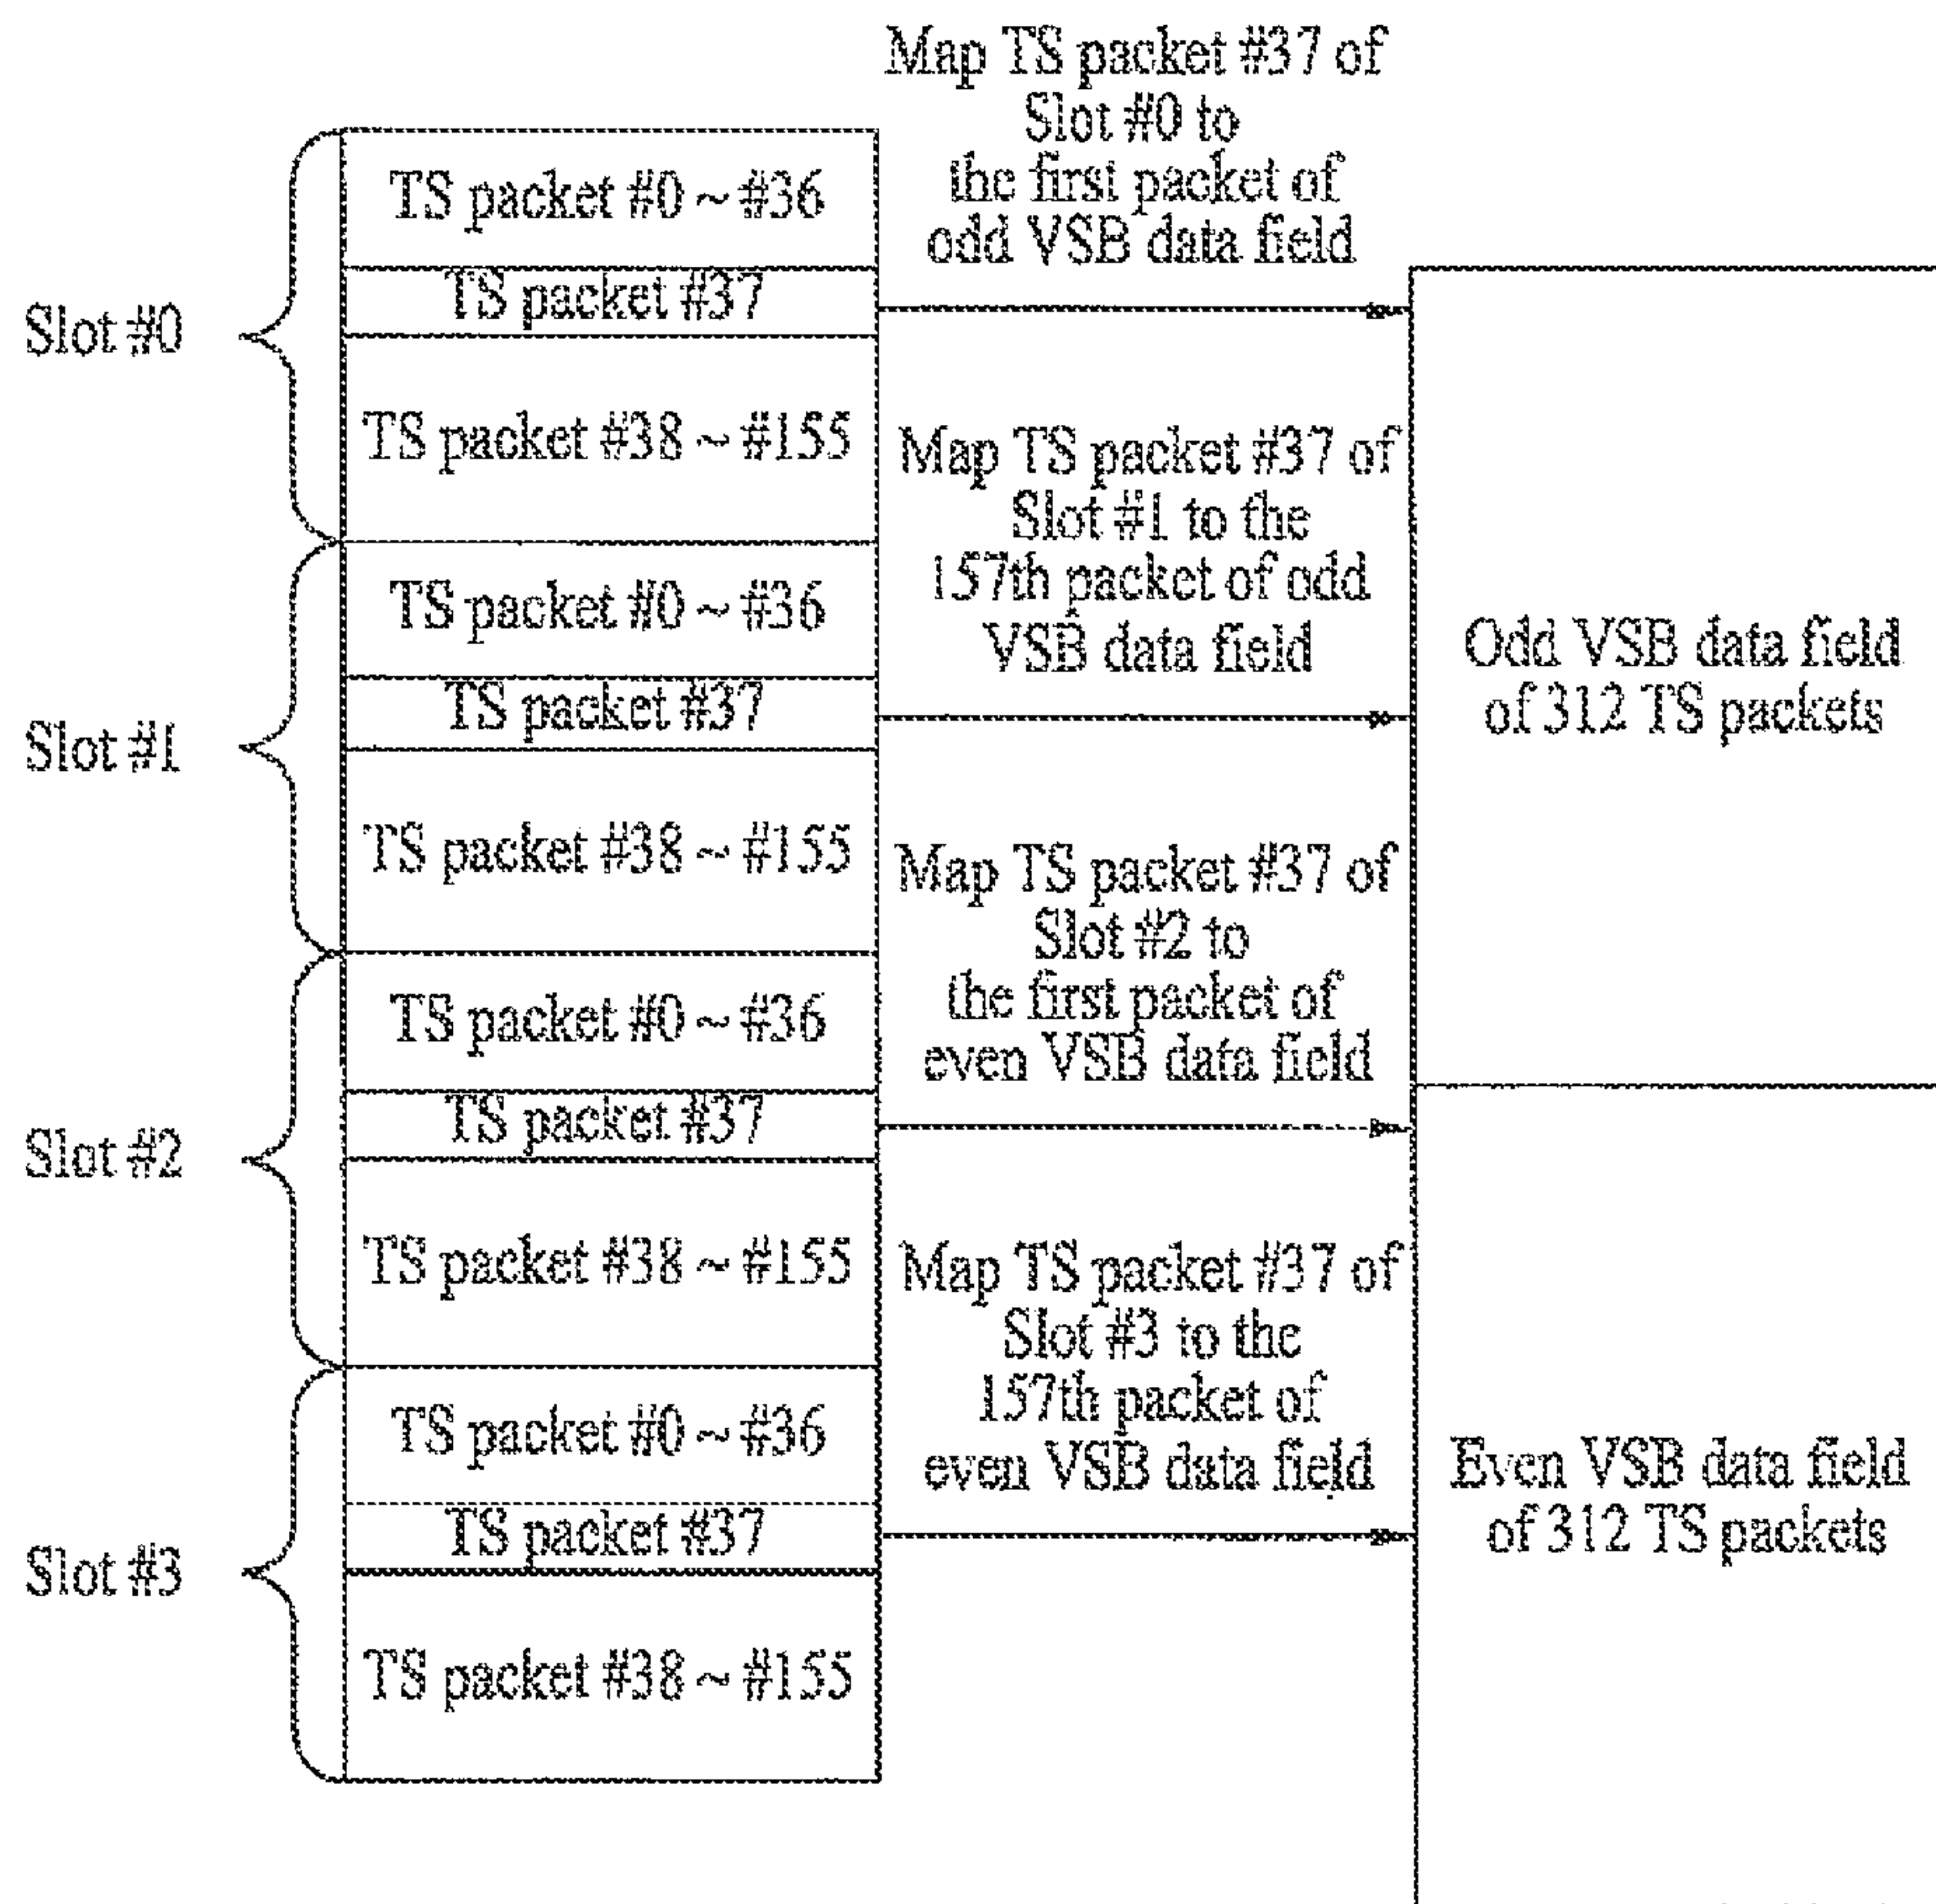 Map TS packet #37 of
Slot #0 to
the first packet of
odd VSB data field
Slot #0
TS packet #0 ~ #36
TS packet #37
TS packet #38 ~ #155
Map TS packet #37 of
Slot #1 to the
157th packet of odd
VSB data field
Slot #1
TS packet #0 ~ #36
TS packet #37
TS packet #38 ~ #155
Odd VSB data field
of 312 TS packets
Map TS packet #37 of
Slot #2 to
the first packet of
even VSB data field
Slot #2
TS packet #0 ~ #36
TS packet #37
TS packet #38 ~ #155
Map TS packet #37 of
Slot #3 to the
157th packet of
even VSB data field
Slot #3
TS packet #0 ~ #36
TS packet #37
TS packet #38 ~ #155
Even VSB data field
of 312 TS packets